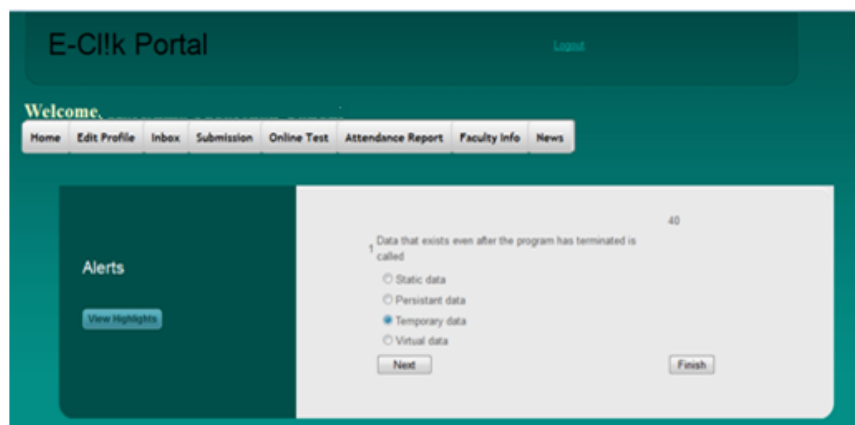 E-Cl!k Portal
Logout
Welcome,
Home Edit Profile Inbox Submission Online Test Attendance Report Faculty Info News
40
1 Data that exists even after the program has terminated is
called
Static data
Persistant data
Temporary data
Virtual data
Next Finish
Alerts
View Highlights